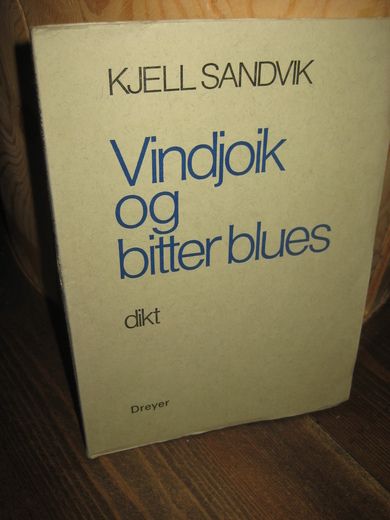 KJELL SANDVIK
Vindjoik
og
bitter blues
dikt
Dreyer